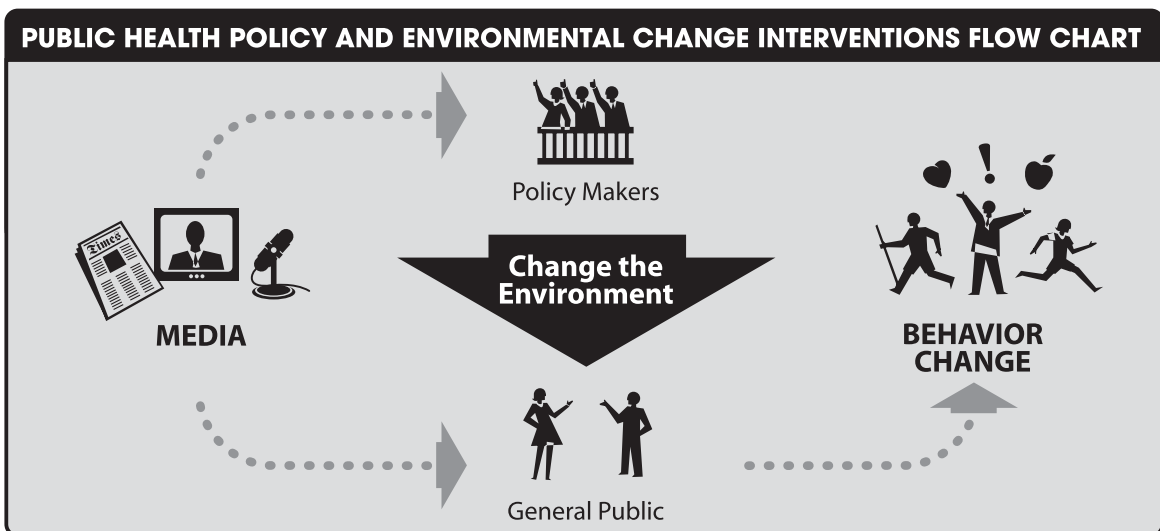 PUBLIC HEALTH POLICY AND ENVIRONMENTAL CHANGE INTERVENTIONS FLOW CHART
Policy Makers
Times
MEDIA
Change the
Environment
BEHAVIOR
CHANGE
General Public